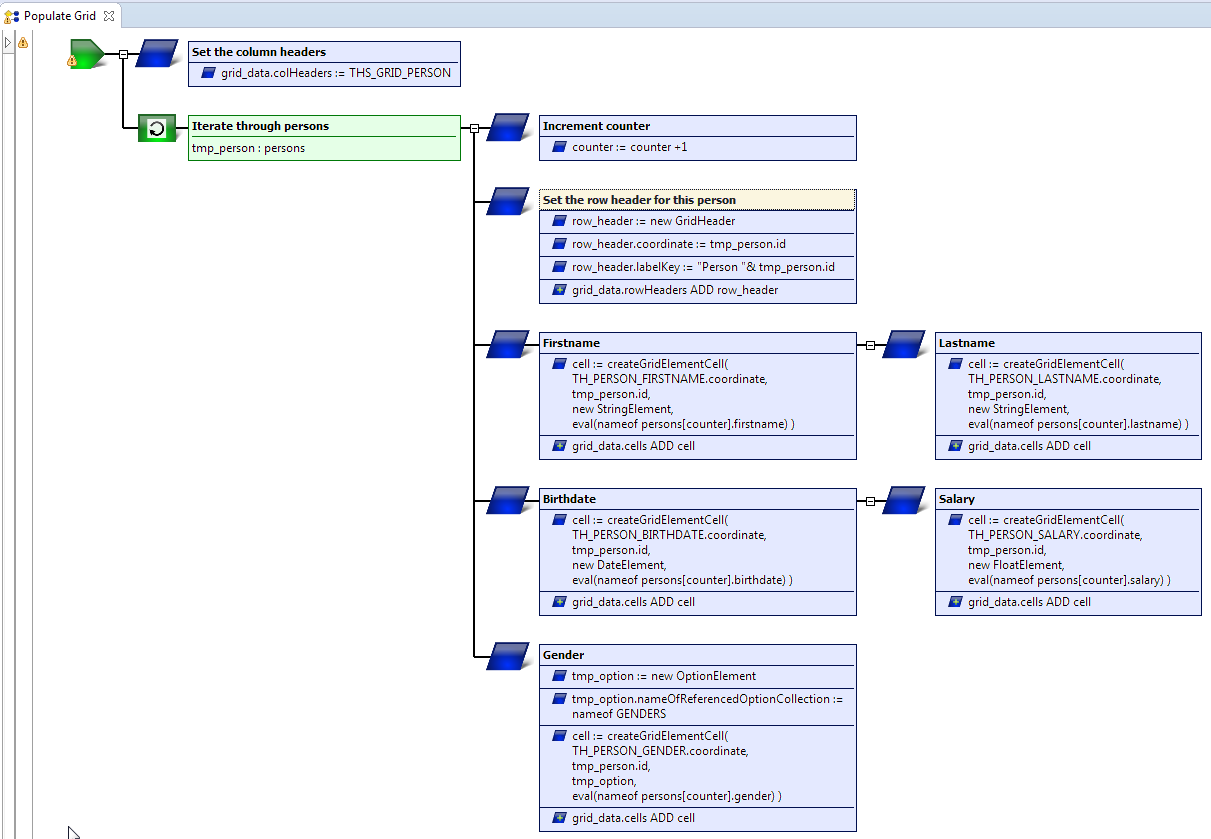 Populate Grid
Set the column headers
grid_data.colHeaders := THS_GRID_PERSON
Iterate through persons
tmp_person : persons
Increment counter
counter := counter +1
Set the row header for this person
row_header := new GridHeader
row_header.coordinate := tmp_person.id
row_header.labelKey := "Person "& tmp_person.id
grid_data.rowHeaders ADD row_header
Firstname
cell := createGridElementCell(
TH_PERSON_FIRSTNAME.coordinate,
tmp_person.id,
new StringElement,
eval(nameof persons[counter].firstname) )
grid_data.cells ADD cell
Lastname
cell := createGridElementCell(
TH_PERSON_LASTNAME.coordinate,
tmp_person.id,
new StringElement,
eval(nameof persons[counter].lastname) )
grid_data.cells ADD cell
Birthdate
cell := createGridElementCell(
TH_PERSON_BIRTHDATE.coordinate,
tmp_person.id,
new DateElement,
eval(nameof persons[counter].birthdate) )
grid_data.cells ADD cell
Salary
cell := createGridElementCell(
TH_PERSON_SALARY.coordinate,
tmp_person.id,
new FloatElement,
eval(nameof persons[counter].salary) )
grid_data.cells ADD cell
Gender
tmp_option := new OptionElement
tmp_option.nameOfReferencedOptionCollection :=
nameof GENDERS
cell := createGridElementCell(
TH_PERSON_GENDER.coordinate,
tmp_person.id,
tmp_option,
eval(nameof persons[counter].gender) )
grid_data.cells ADD cell